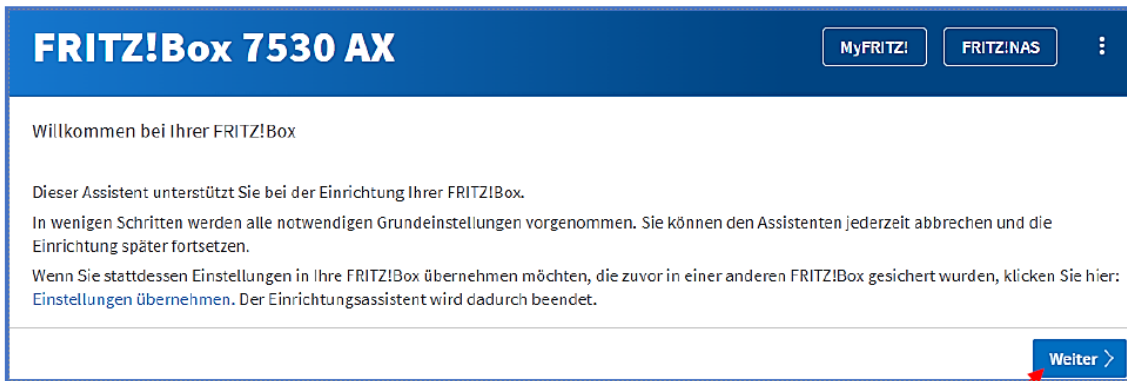 FRITZ!Box 7530 AX
MyFRITZ!
FRITZ!NAS
Willkommen bei Ihrer FRITZ!Box
Dieser Assistent unterstützt Sie bei der Einrichtung Ihrer FRITZ!Box.
In wenigen Schritten werden alle notwendigen Grundeinstellungen vorgenommen. Sie können den Assistenten jederzeit abbrechen und die
Einrichtung später fortsetzen.
Wenn Sie stattdessen Einstellungen in Ihre FRITZ!Box übernehmen möchten, die zuvor in einer anderen FRITZ!Box gesichert wurden, klicken Sie hier:
Einstellungen übernehmen. Der Einrichtungsassistent wird dadurch beendet.
Weiter